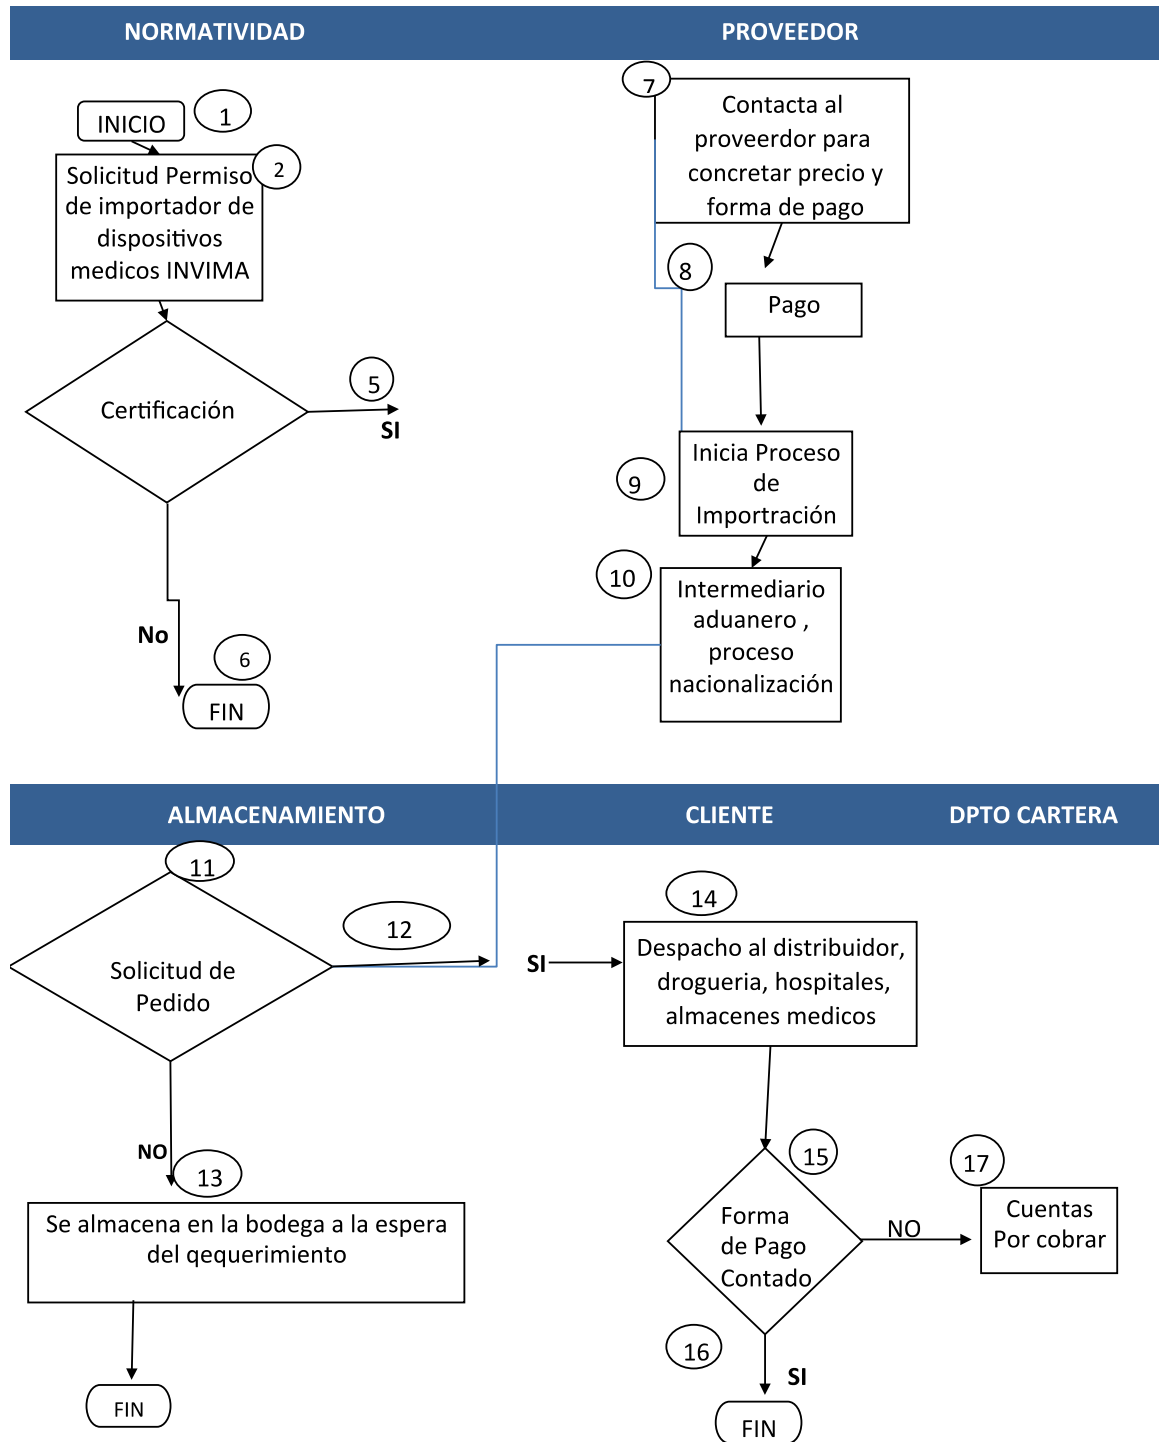 NORMATIVIDAD
PROVEEDOR
INICIO
1
2
Solicitud Permiso
de importador de
dispositivos
medicos INVIMA
Certificación
5
SI
No
6
FIN
7
Contacta al
proveerdor para
concretar precio y
forma de pago
8
Pago
9
Inicia Proceso
de
Importración
10
Intermediario
aduanero ,
proceso
nacionalización
ALMACENAMIENTO
CLIENTE
DPTO CARTERA
11
Solicitud de
Pedido
12
NO
13
Se almacena en la bodega a la espera
del qequerimiento
FIN
14
SI
Despacho al distribuidor,
drogueria, hospitales,
almacenes medicos
15
Forma
de Pago
Contado
NO
17
Cuentas
Por cobrar
16
SI
FIN